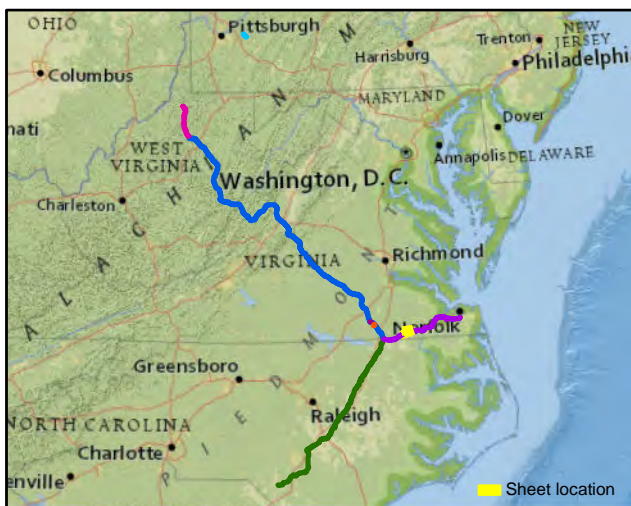 OHIO
Pittsburgh
Harrisburg
Trenton
NEW
JERSEY
Columbus
Philadelphia
nati
MARYLAND
Dover
WEST
VIRGINIA
Annapolis
DELAWARE
Washington, D.C.
Charleston
Richmond
VIRGINIA
Norfolk
Greensboro
Raleigh
NORTH CAROLINA
Charlotte
enville
A L A C H I A N M
P I E D M O N T
Sheet location